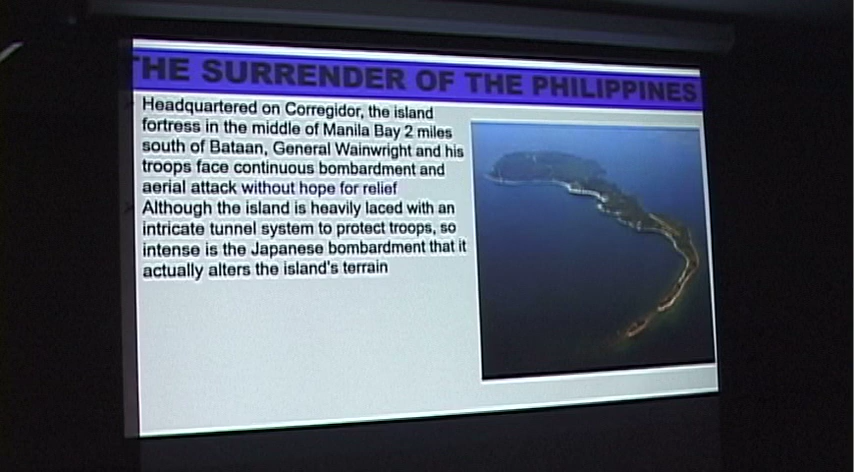 THE SURRENDER OF THE PHILIPPINES
Headquartered on Corregidor, the island
fortress in the middle of Manila Bay 2 miles
south of Bataan, General Wainwright and his
troops face continuous bombardment and
aerial attack without hope for relief
Although the island is heavily laced with an
intricate tunnel system to protect troops, so
intense is the Japanese bombardment that it
actually alters the island's terrain